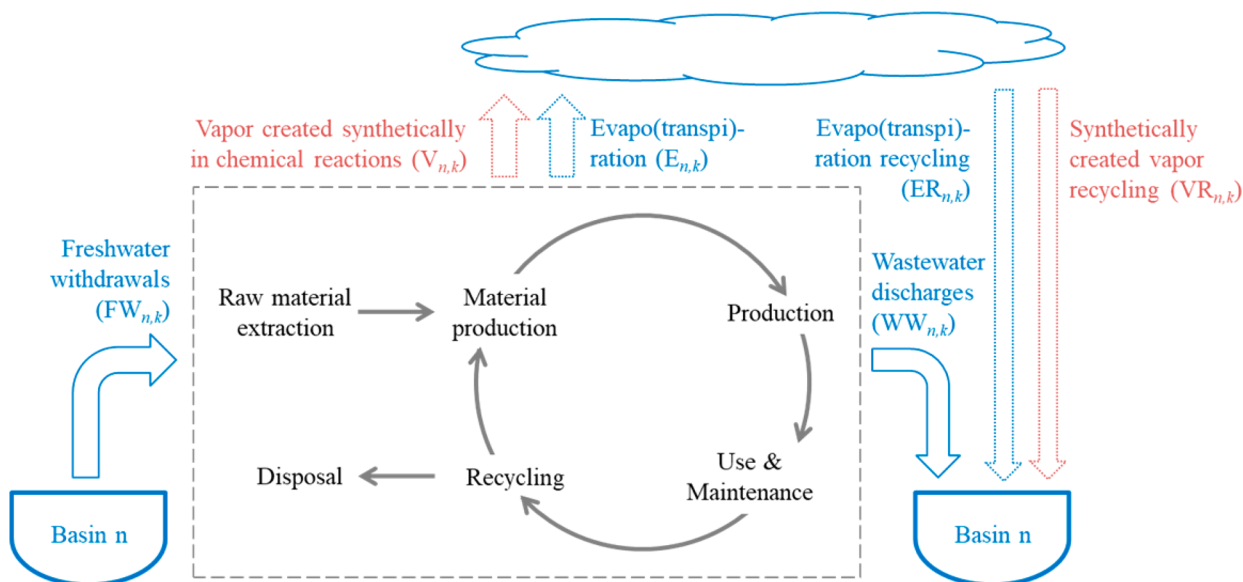 Vapor created synthetically
in chemical reactions (Vn,k)
Evapo(transpi)-
ration (En,k)
Evapo(transpi)-
ration recycling
(ERn,k)
Synthetically
created vapor
recycling (VRn,k)
Freshwater
withdrawals
(FWn,k)
Raw material
extraction
Material
production
Production
Wastewater
discharges
(WWn,k)
Disposal
Recycling
Use &
Maintenance
Basin n
Basin n